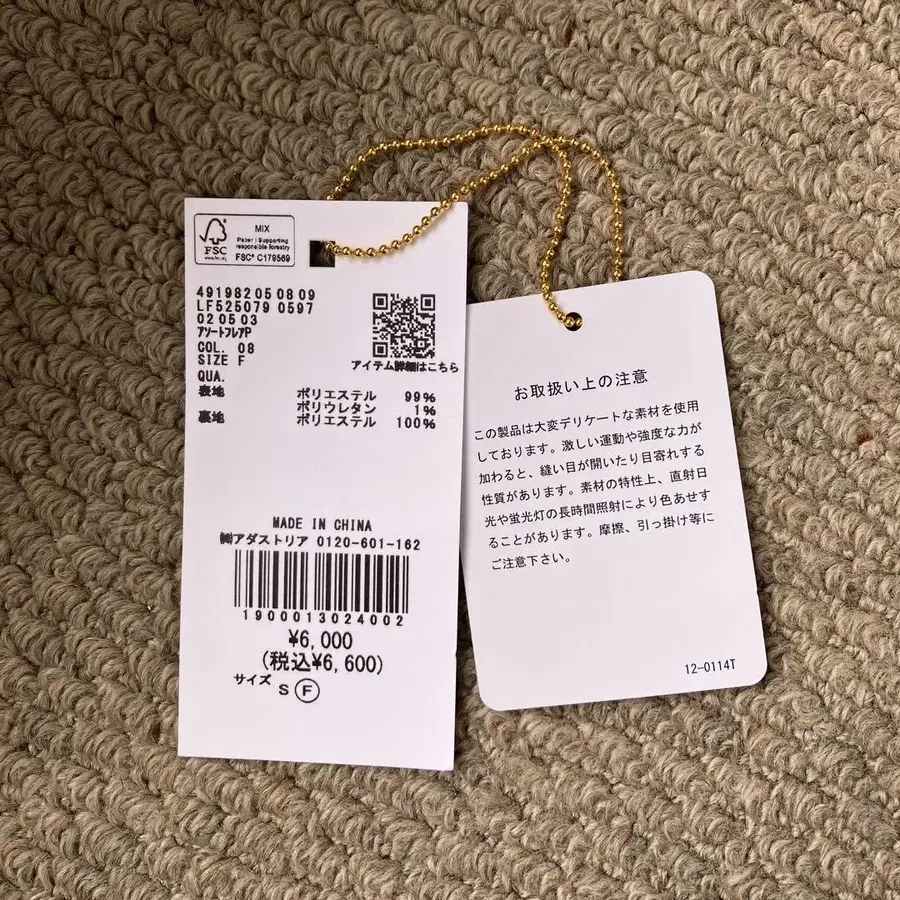 FSC
www.fsc.org
MIX
Paper | Supporting
responsible forestry
FSC® C179569
491982 05 08 09
LF525079 0597
02 05 03
アソートフレアP
COL. 08
SIZE F
アイテム詳細はこちら
QUA.
表地 ポリエステル 99%
ポリウレタン 1%
裏地 ポリエステル 100%
MADE IN CHINA
㈱アダストリア 0120-601-162
1900013024002
¥6,000
(税込¥6,600)
サイズ S F
お取扱い上の注意
この製品は大変デリケートな素材を使用
しております。激しい運動や強度な力が
加わると、縫い目が開いたり目寄れする
性質があります。素材の特性上、直射日
光や蛍光灯の長時間照射により色あせす
ることがあります。摩擦、引っ掛け等に
ご注意下さい。
12-0114T